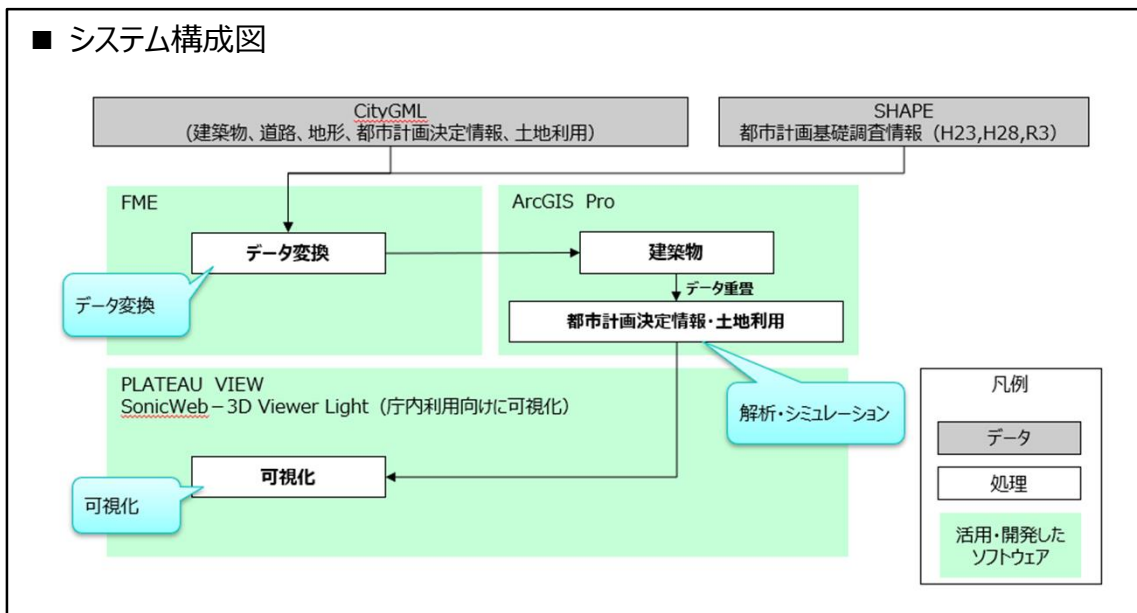 ■ システム構成図
CityGML
（建築物、道路、地形、都市計画決定情報、土地利用）
SHAPE
都市計画基礎調査情報（H23,H28,R3）
FME
データ変換
データ変換
ArcGIS Pro
建築物
データ重畳
都市計画決定情報・土地利用
解析・シミュレーション
PLATEAU VIEW
SonicWeb－3D Viewer Light（庁内利用向けに可視化）
可視化
可視化
凡例
データ
処理
活用・開発した
ソフトウェア